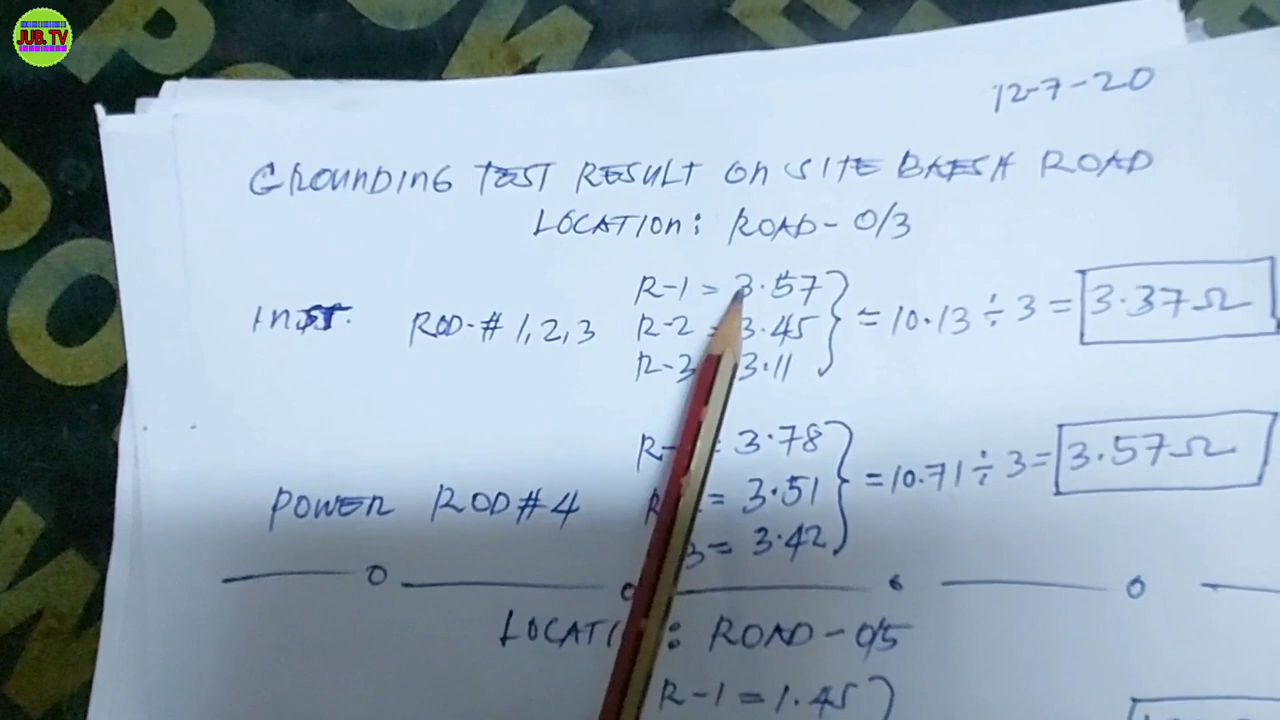 JUB.TV
12-7-20
GROUNDING TEST RESULT ON SITE BAESH ROAD
LOCATION: ROAD-0/3
INST. ROD-# 1,2,3
R-1 = 3.57
R-2 = 3.45
R-3 3.11
= 10.13 ÷ 3 = 3.37Ω
POWER ROD#4
R- = 3.78
= 3.51
3 = 3.42
= 10.71 ÷ 3 = 3.57Ω
LOCATI : ROAD-0/5
R-1 = 1.45